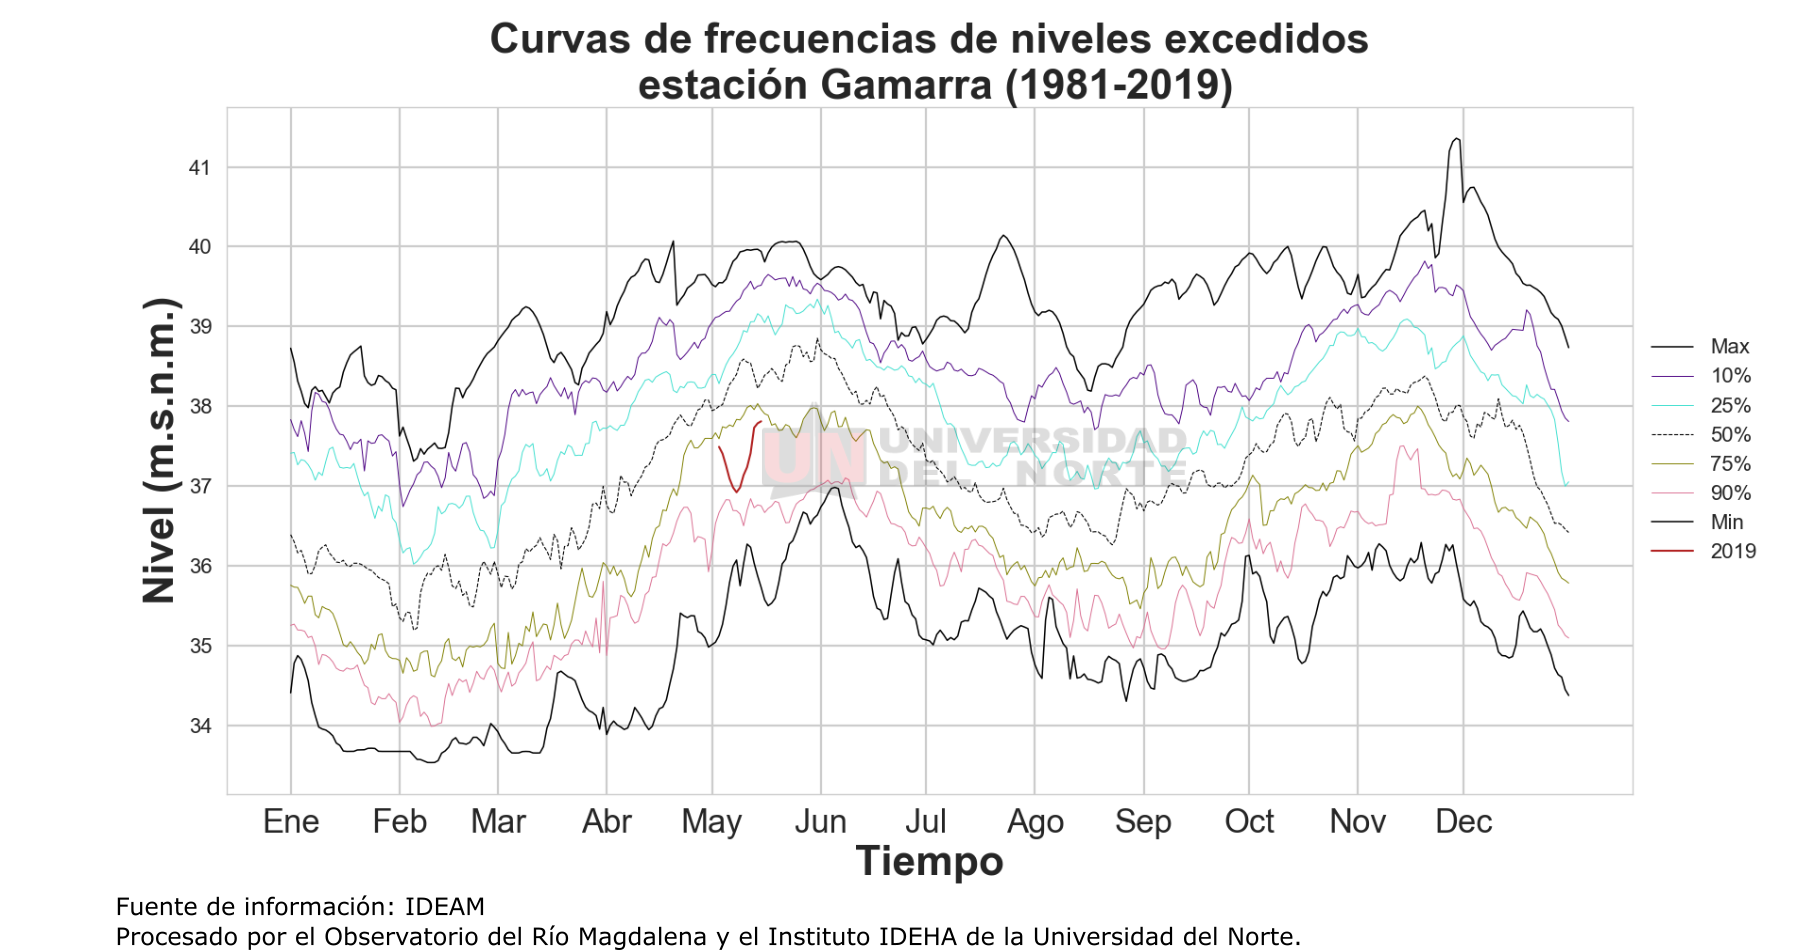 Curvas de frecuencias de niveles excedidos
estación Gamarra (1981-2019)
Nivel (m.s.n.m.)
41
40
39
38
37
36
35
34
UN UNIVERSIDAD
DEL NORTE
Max
10%
25%
50%
75%
90%
Min
2019
Ene Feb Mar Abr May Jun Jul Ago Sep Oct Nov Dec
Tiempo
Fuente de información: IDEAM
Procesado por el Observatorio del Río Magdalena y el Instituto IDEHA de la Universidad del Norte.